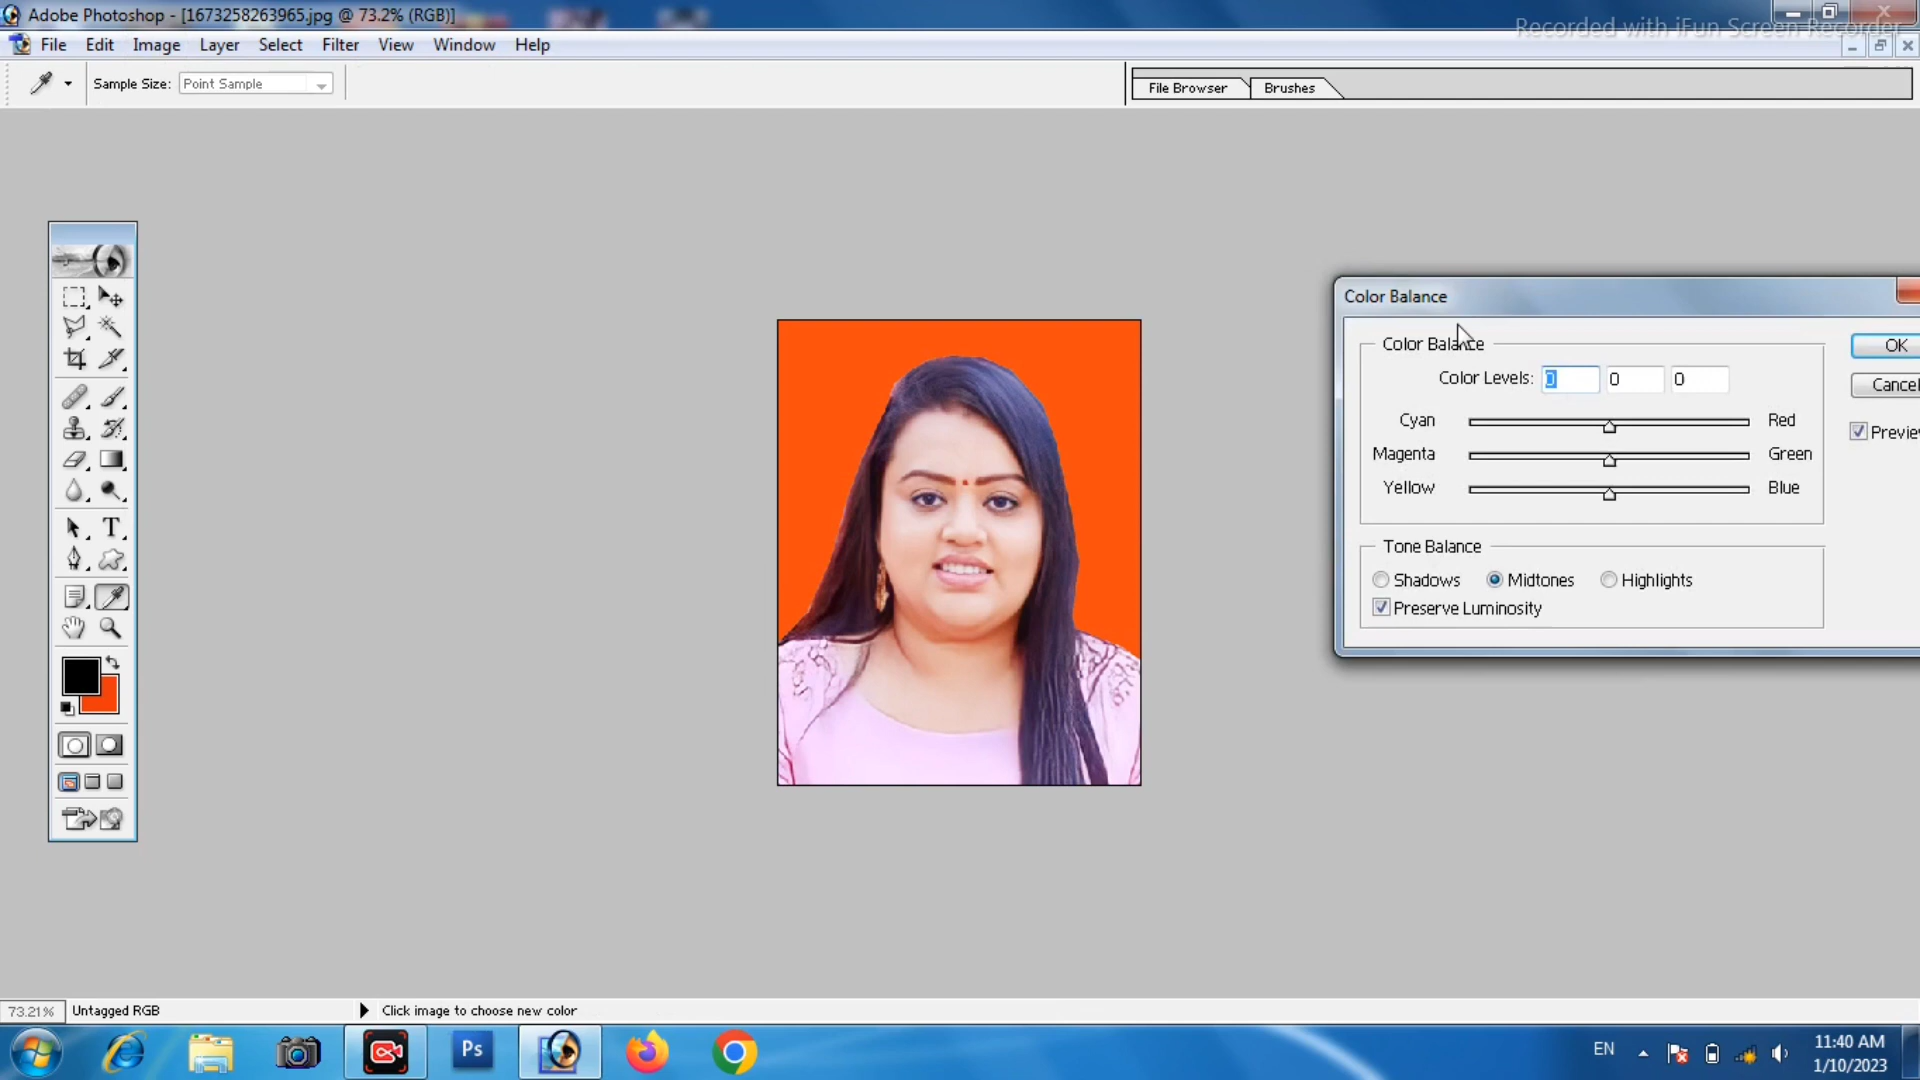 Adobe Photoshop - [1673258263965.jpg @ 73.2% (RGB)]
Recorded with iFun Screen Recorder
File Edit Image Layer Select Filter View Window Help
Sample Size: Point Sample
File Browser Brushes
Color Balance
Color Balance
OK
Color Levels: 0 0 0
Cancel
Cyan Red
Preview
Magenta Green
Yellow Blue
Tone Balance
Shadows Midtones Highlights
Preserve Luminosity
T
73.21% Untagged RGB Click image to choose new color
Ps
EN
11:40 AM
1/10/2023